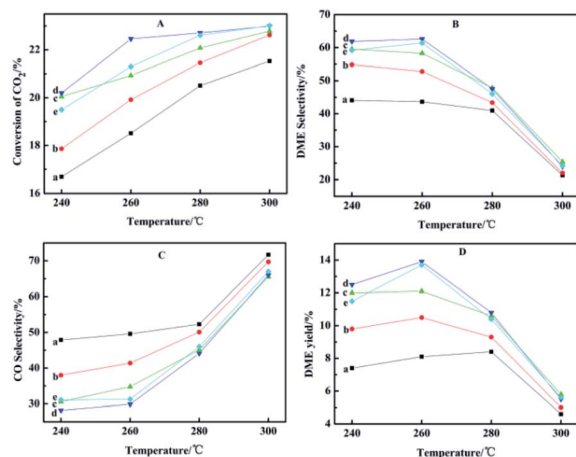 A
Conversion of CO2/%
22
20
18
16
d
c
e
b
a
240 260 280 300
Temperature/℃
B
DME Selectivity/%
70
60
50
40
30
20
d
c
e
b
a
240 260 280 300
Temperature/℃
C
CO Selectivity/%
70
60
50
40
30
20
a
b
e
c
d
240 260 280 300
Temperature/℃
D
DME yield/%
14
12
10
8
6
4
d
c
e
b
a
240 260 280 300
Temperature/℃